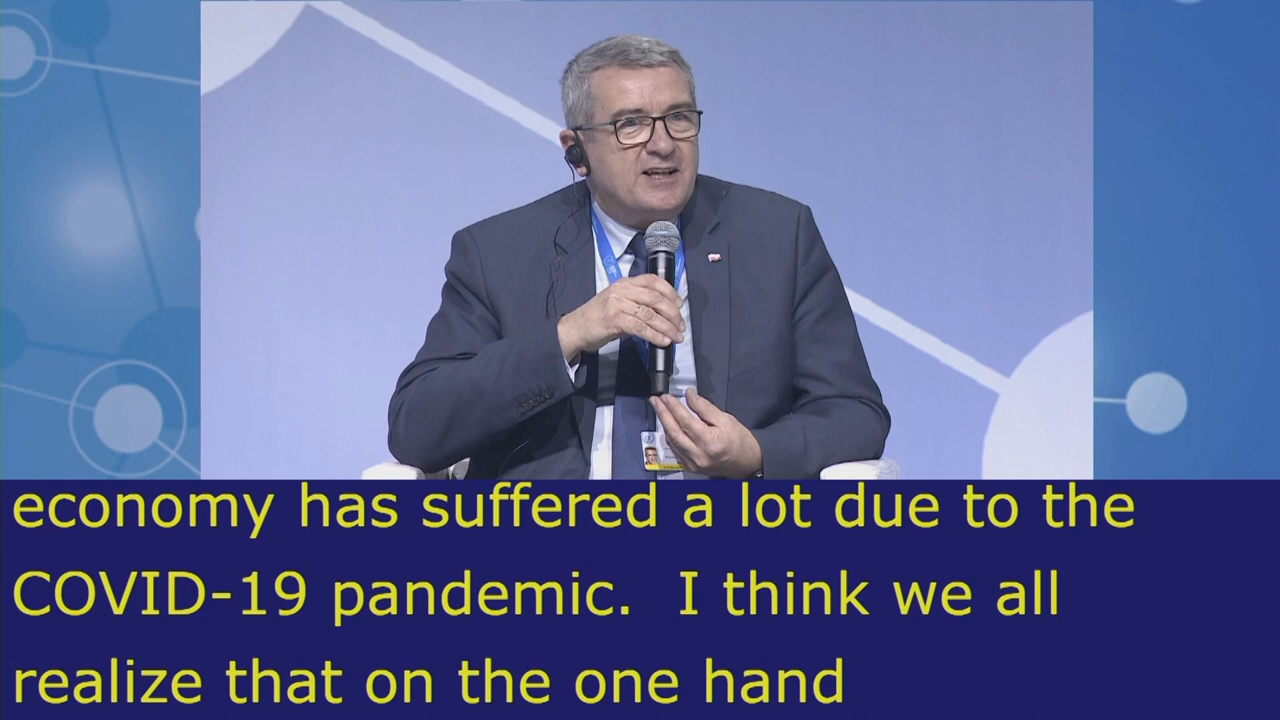 economy has suffered a lot due to the
COVID-19 pandemic.  I think we all
realize that on the one hand